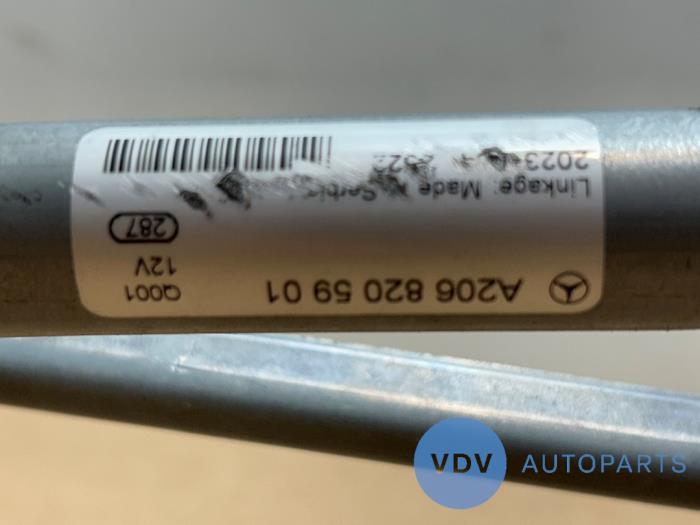 A206 820 59 01
Q001
12V
287
Linkage: Made
2023
VDV AUTOPARTS